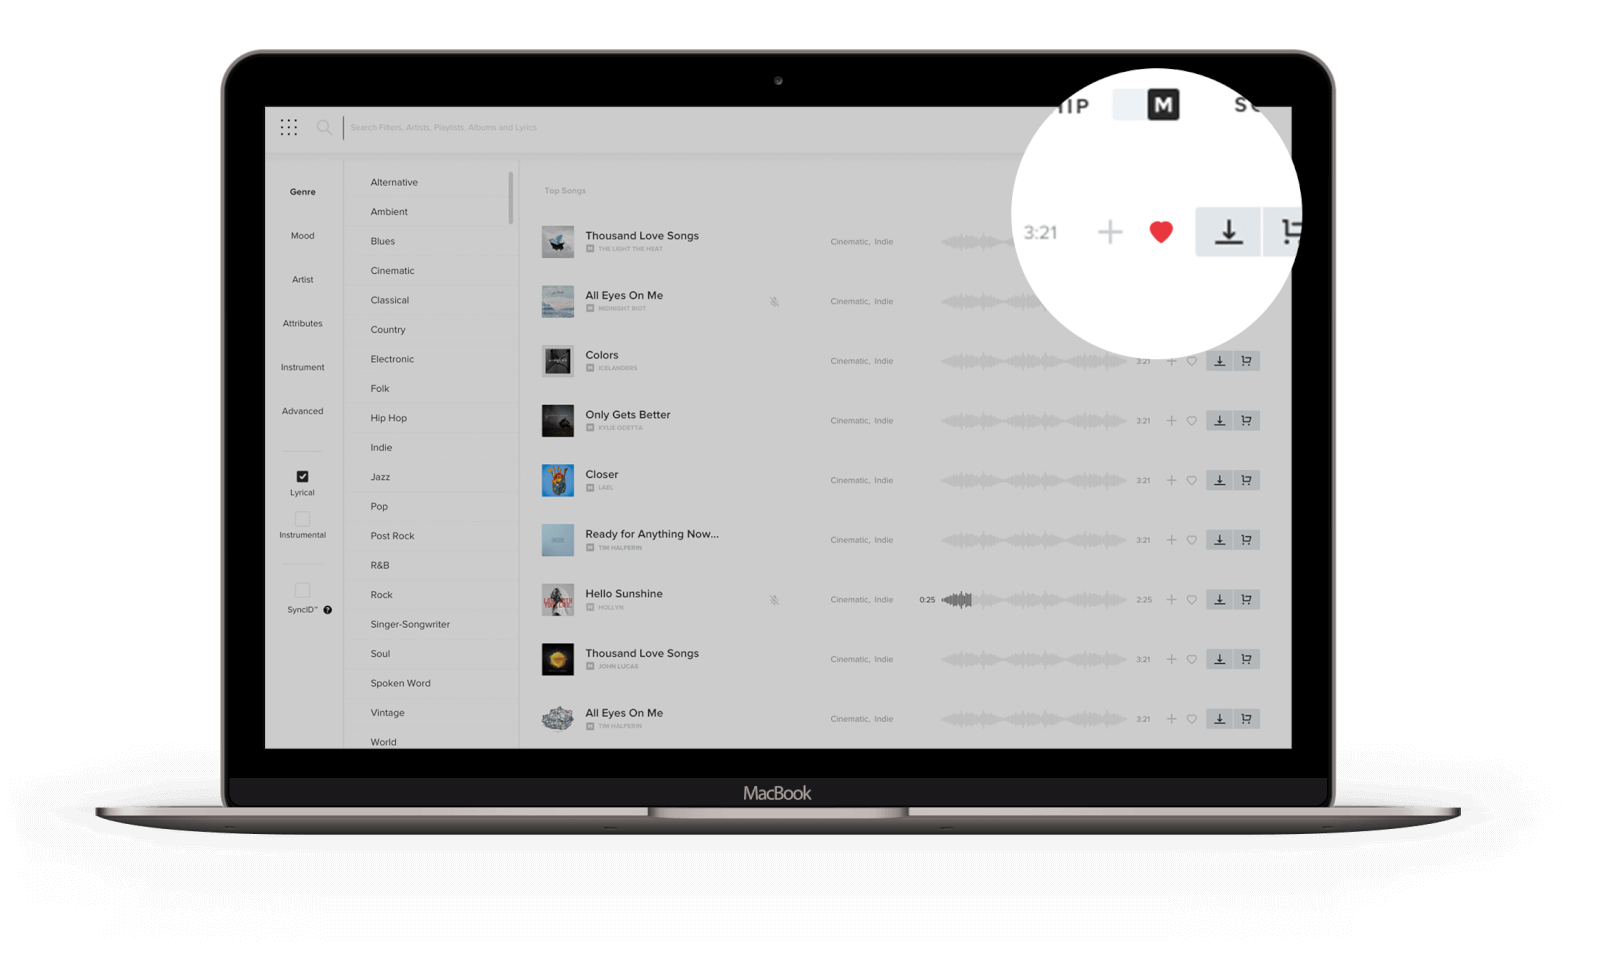 Search Filters, Artists, Playlists, Albums and Lyrics
M
Genre
Mood
Artist
Attributes
Instrument
Advanced
Lyrical
Instrumental
SyncID™ ?
Alternative
Ambient
Blues
Cinematic
Classical
Country
Electronic
Folk
Hip Hop
Indie
Jazz
Pop
Post Rock
R&B
Rock
Singer-Songwriter
Soul
Spoken Word
Vintage
World
Top Songs
Thousand Love Songs
M THE LIGHT THE HEAT
Cinematic, Indie
3:21
All Eyes On Me
M MIDNIGHT RIOT
Cinematic, Indie
Colors
M ICELANDERS
Cinematic, Indie
3:21
Only Gets Better
M KYLIE ODETTA
Cinematic, Indie
3:21
Closer
M LAEL
Cinematic, Indie
3:21
Ready for Anything Now...
M TIM HALPERIN
Cinematic, Indie
3:21
Hello Sunshine
M HOLLYN
Cinematic, Indie
0:25
2:25
Thousand Love Songs
M JOHN LUCAS
Cinematic, Indie
3:21
All Eyes On Me
M TIM HALPERIN
Cinematic, Indie
3:21
MacBook